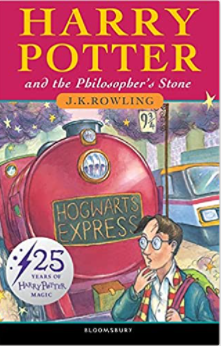 HARRY
POTTER
and the Philosopher's Stone
J.K.ROWLING
9¾
HOGWARTS
EXPRESS
25
YEARS OF
HARRY POTTER
MAGIC
BLOOMSBURY